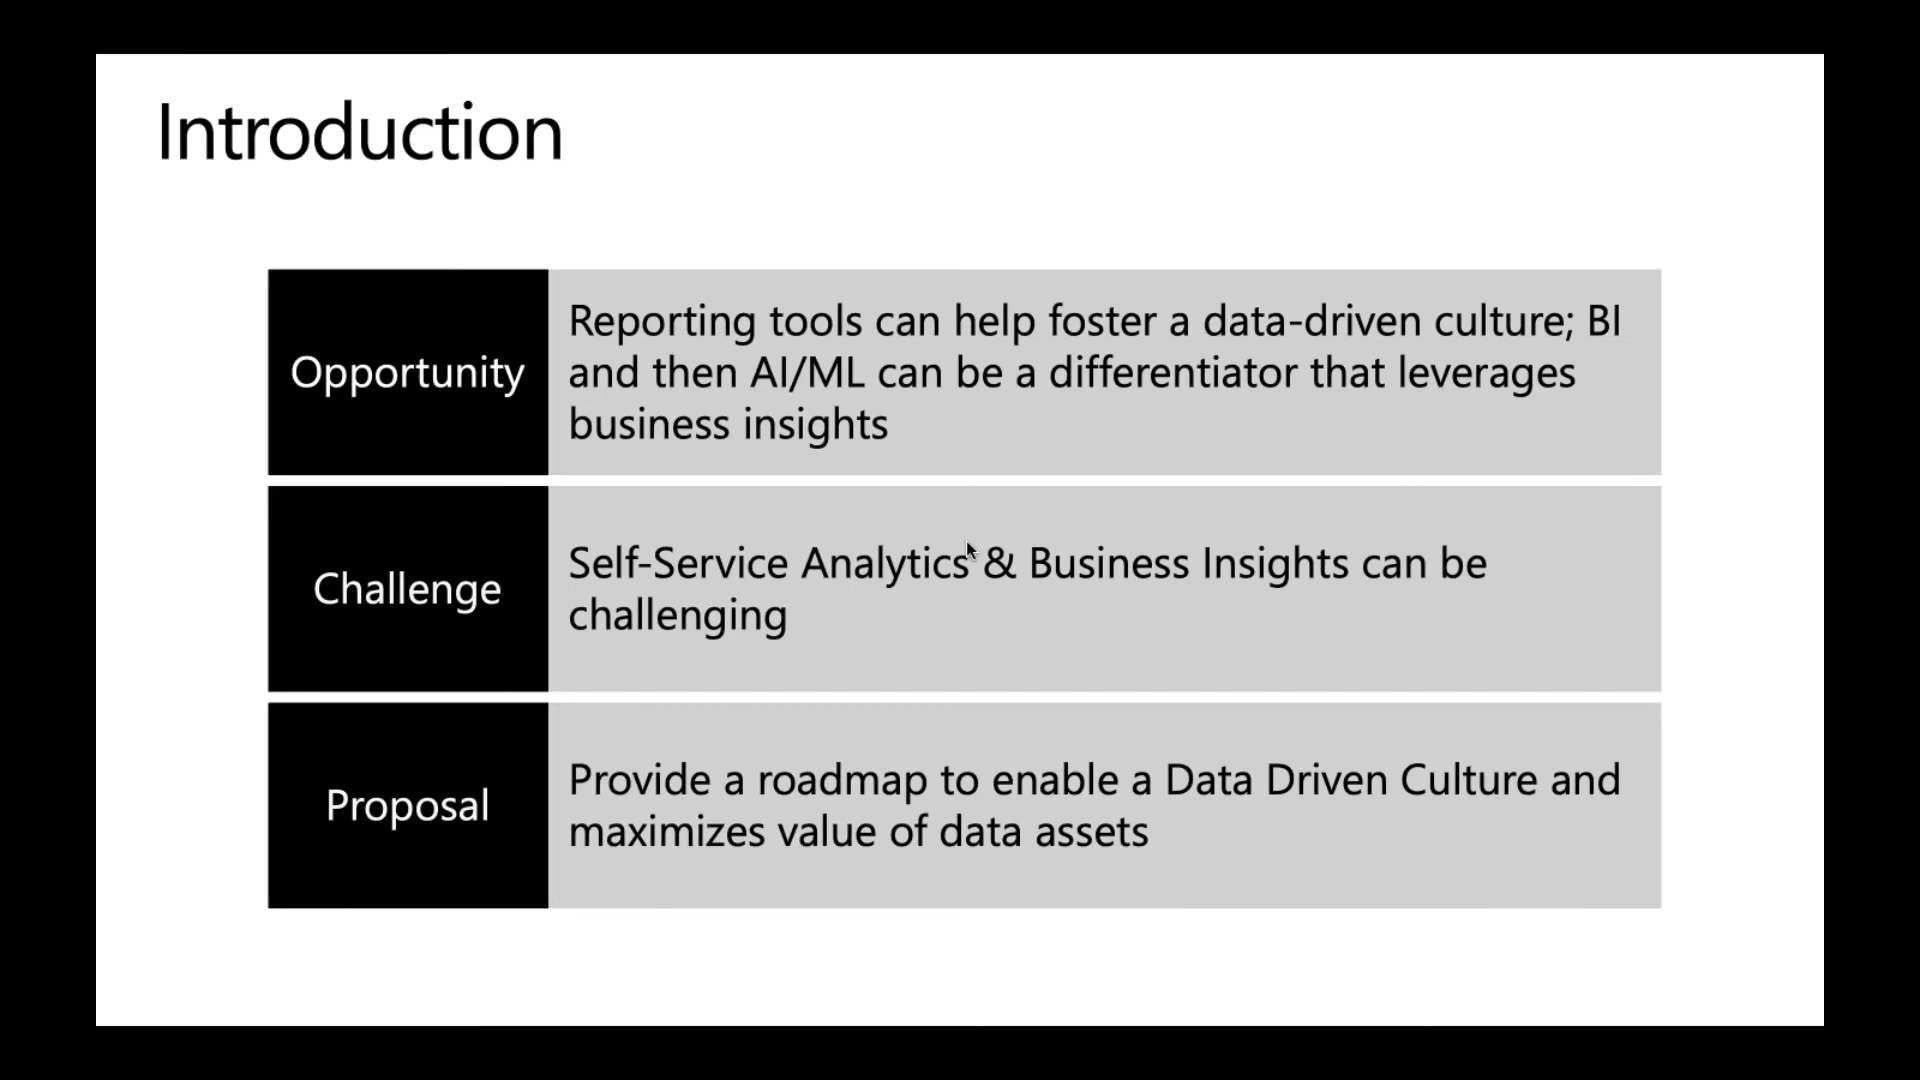 Introduction
Opportunity
Reporting tools can help foster a data-driven culture; BI
and then AI/ML can be a differentiator that leverages
business insights
Challenge
Self-Service Analytics & Business Insights can be
challenging
Proposal
Provide a roadmap to enable a Data Driven Culture and
maximizes value of data assets